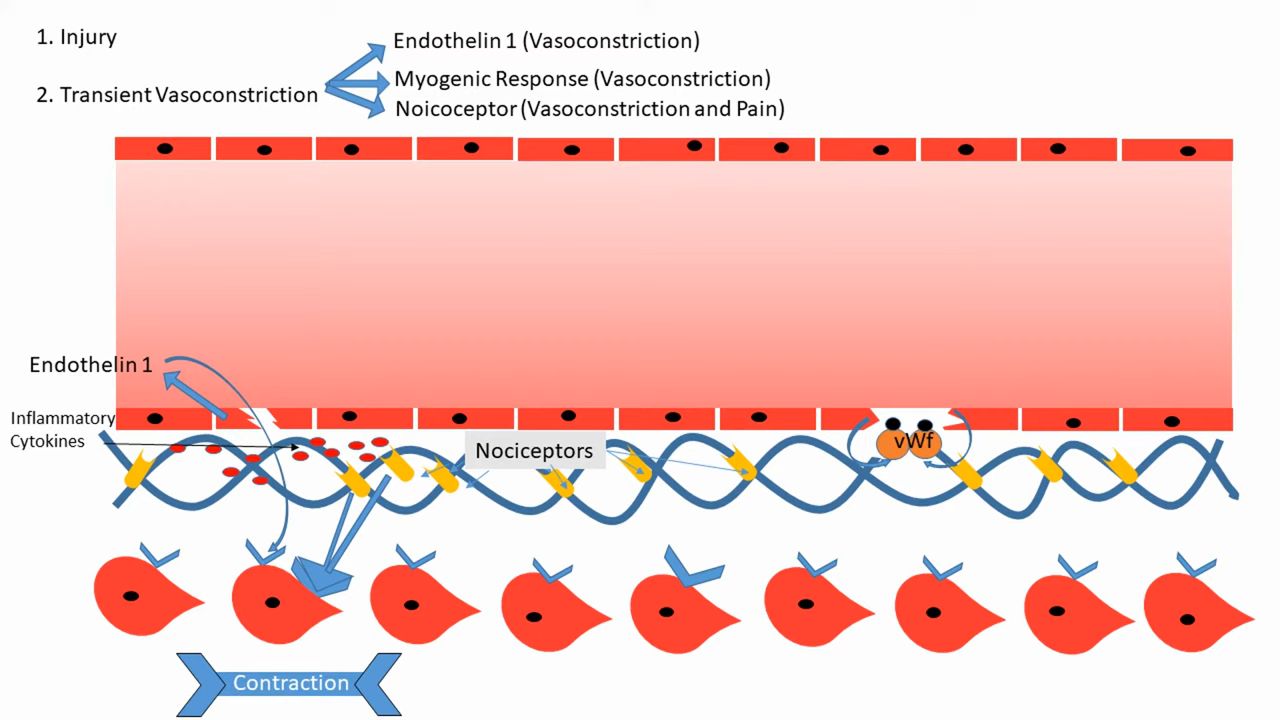 1. Injury
Endothelin 1 (Vasoconstriction)
Myogenic Response (Vasoconstriction)
2. Transient Vasoconstriction
Noicoceptor (Vasoconstriction and Pain)
Endothelin 1
Inflammatory
Cytokines
Nociceptors
vWf
Contraction